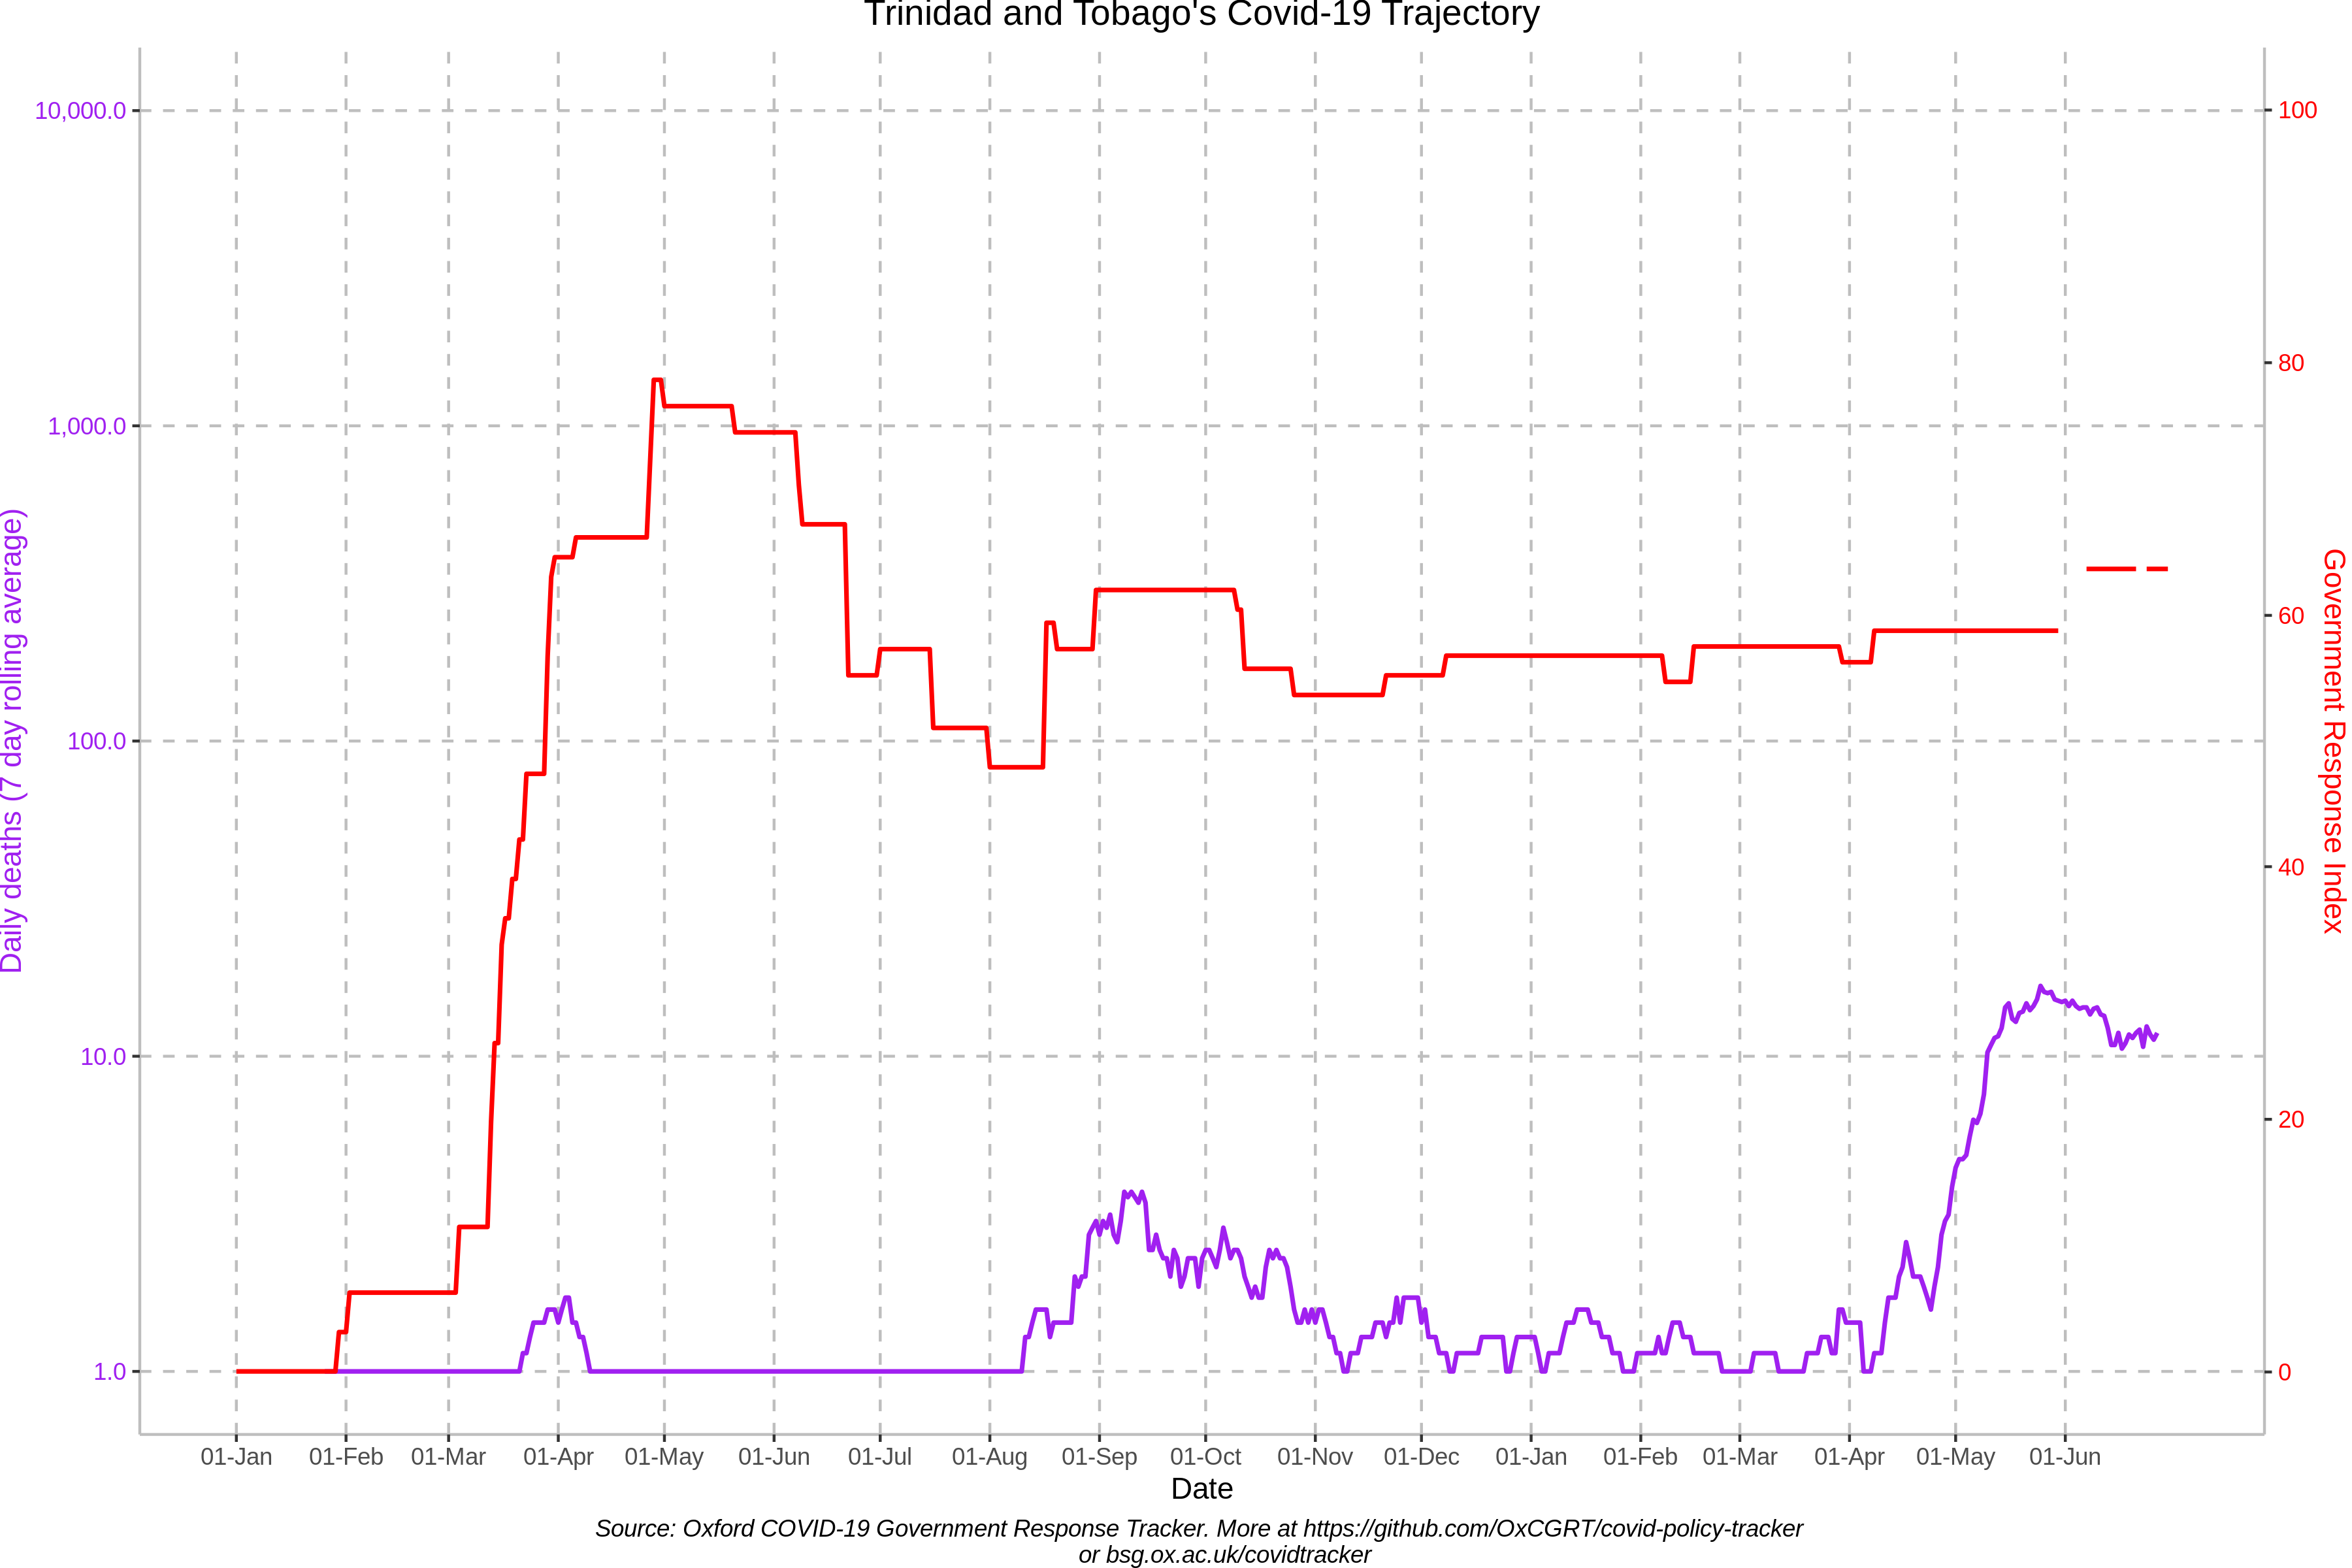 Trinidad and Tobago's Covid-19 Trajectory
10,000.0
1,000.0
100.0
10.0
1.0
Daily deaths (7 day rolling average)
100
80
60
40
20
0
Government Response Index
01-Jan 01-Feb 01-Mar 01-Apr 01-May 01-Jun 01-Jul 01-Aug 01-Sep 01-Oct 01-Nov 01-Dec 01-Jan 01-Feb 01-Mar 01-Apr 01-May 01-Jun
Date
Source: Oxford COVID-19 Government Response Tracker. More at https://github.com/OxCGRT/covid-policy-tracker
or bsg.ox.ac.uk/covidtracker